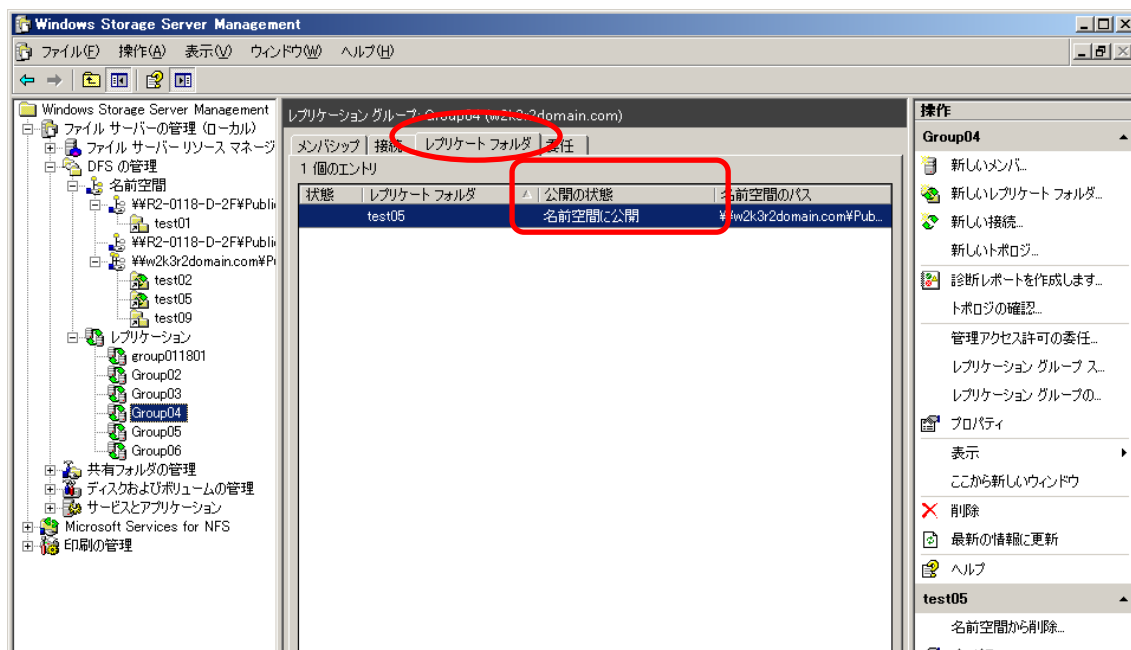 Windows Storage Server Management
ファイル(F) 操作(A) 表示(V) ウィンドウ(W) ヘルプ(H)
Windows Storage Server Management
ファイル サーバーの管理 (ローカル)
ファイル サーバー リソース マネージ
DFS の管理
名前空間
¥¥R2-0118-D-2F¥Publi
test01
¥¥R2-0118-D-2F¥Publi
¥¥w2k3r2domain.com¥P
test02
test05
test09
レプリケーション
group011801
Group02
Group03
Group04
Group05
Group06
共有フォルダの管理
ディスクおよびボリュームの管理
サービスとアプリケーション
Microsoft Services for NFS
印刷の管理
レプリケーション グループ: Group04 (w2k3r2domain.com)
メンバシップ 接続 レプリケート フォルダ 委任
1 個のエントリ
状態 レプリケート フォルダ 公開の状態 名前空間のパス
test05 名前空間に公開 ¥¥w2k3r2domain.com¥Pub...
操作
Group04
新しいメンバ...
新しいレプリケート フォルダ...
新しい接続...
新しいトポロジ...
診断レポートを作成します...
トポロジの確認...
管理アクセス許可の委任...
レプリケーション グループ ス...
レプリケーション グループの...
プロパティ
表示
ここから新しいウィンドウ
削除
最新の情報に更新
ヘルプ
test05
名前空間から削除...